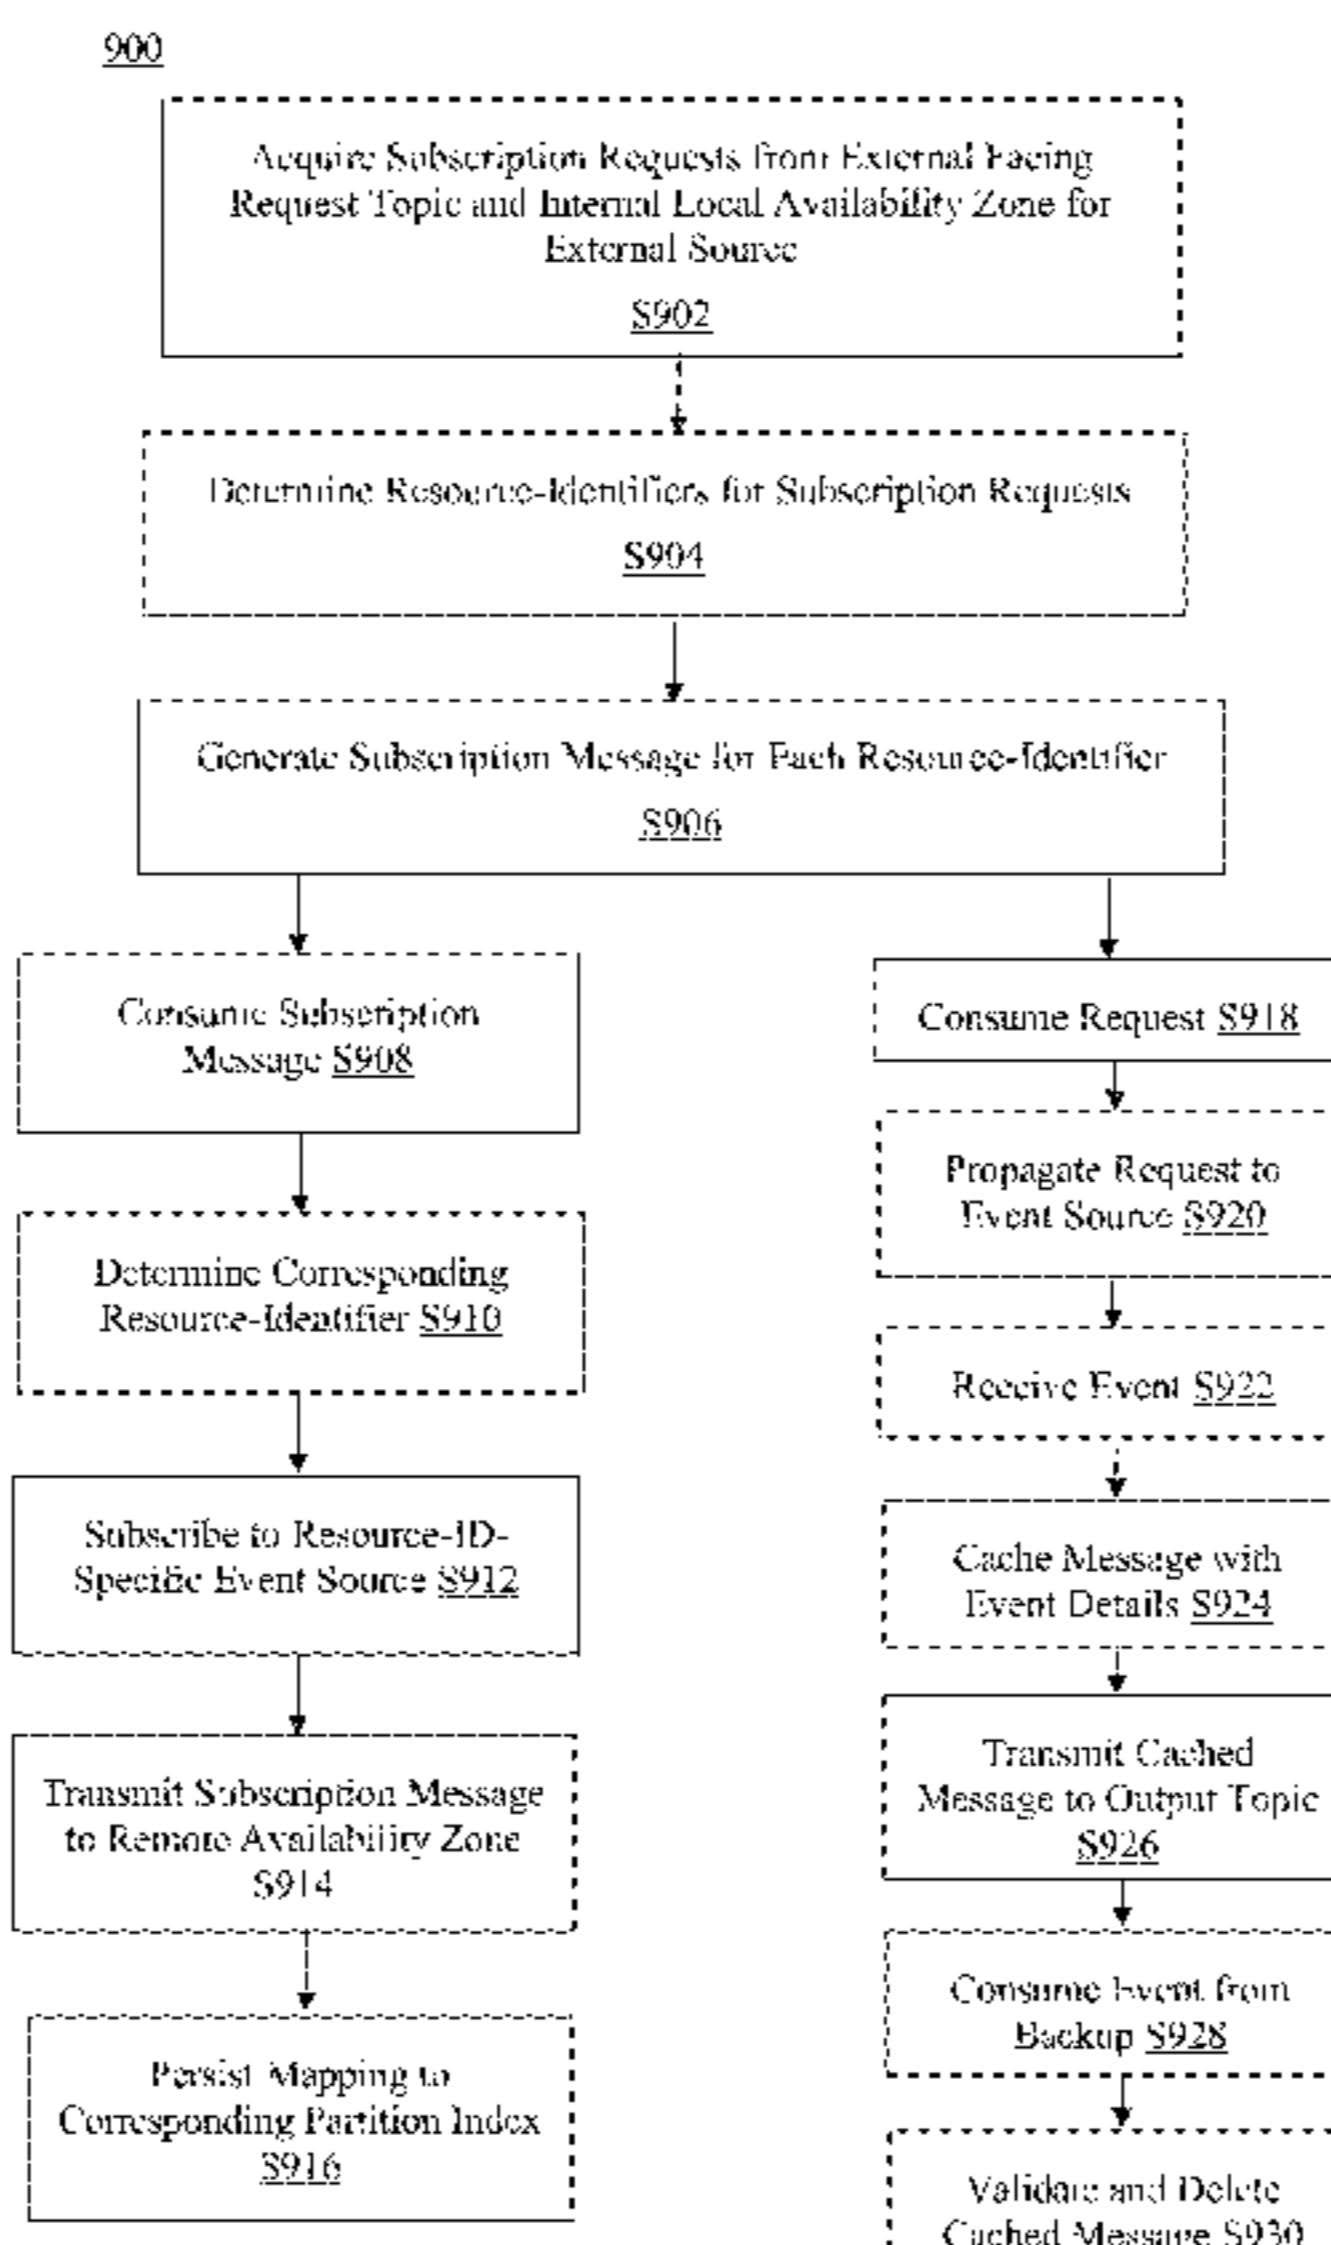 900
Acquire Subscription Requests from External Facing
Request Topic and Internal Local Availability Zone for
External Source
S902
Determine Resource-Identifiers for Subscription Requests
S904
Generate Subscription Message for Each Resource-Identifier
S906
Consume Subscription
Message S908
Determine Corresponding
Resource-Identifier S910
Subscribe to Resource-ID-
Specific Event Source S912
Transmit Subscription Message
to Remote Availability Zone
S914
Persist Mapping to
Corresponding Partition Index
S916
Consume Request S918
Propagate Request to
Event Source S920
Receive Event S922
Cache Message with
Event Details S924
Transmit Cached
Message to Output Topic
S926
Consume Event from
Backup S928
Validate and Delete
Cached Message S930